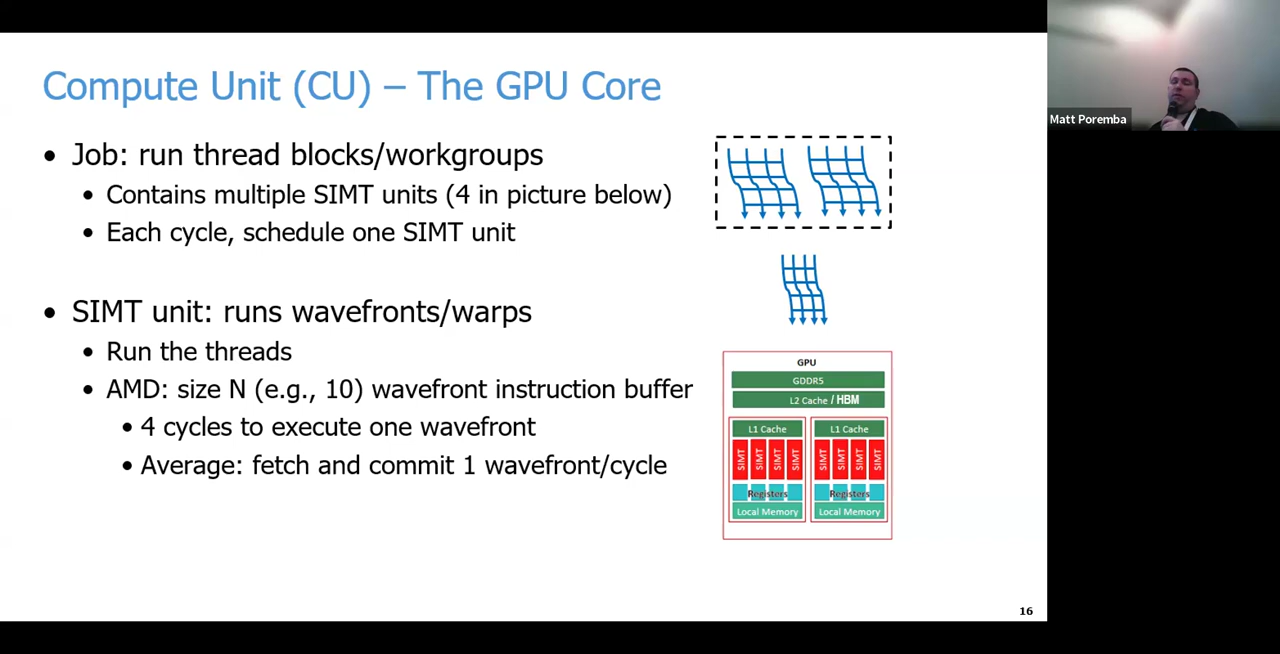 Compute Unit (CU) – The GPU Core
Matt Poremba
• Job: run thread blocks/workgroups
• Contains multiple SIMT units (4 in picture below)
• Each cycle, schedule one SIMT unit
• SIMT unit: runs wavefronts/warps
• Run the threads
• AMD: size N (e.g., 10) wavefront instruction buffer
• 4 cycles to execute one wavefront
• Average: fetch and commit 1 wavefront/cycle
GPU
GDDR5
L2 Cache / HBM
L1 Cache L1 Cache
SIMT SIMT SIMT SIMT SIMT SIMT SIMT SIMT
Registers Registers
Local Memory Local Memory
16